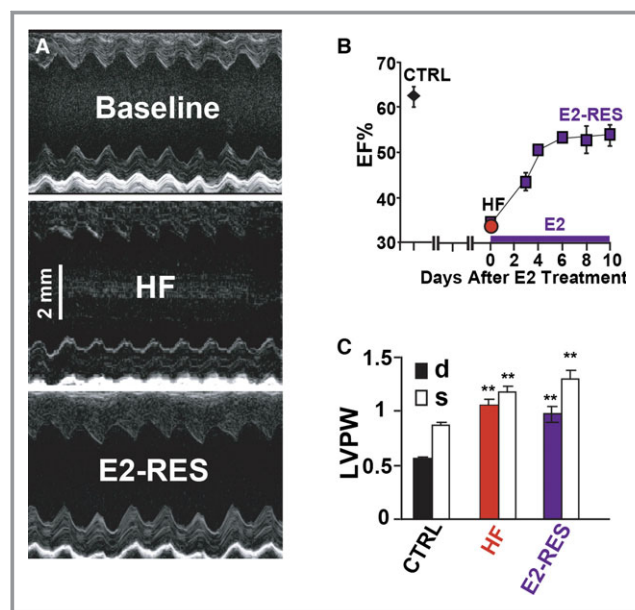 A
Baseline
HF
2 mm
E2-RES
B
CTRL
E2-RES
HF
E2
EF%
70
60
50
40
30
0 2 4 6 8 10
Days After E2 Treatment
C
d
s
LVPW
1.5
1
0.5
0
** ** ** **
CTRL
HF
E2-RES